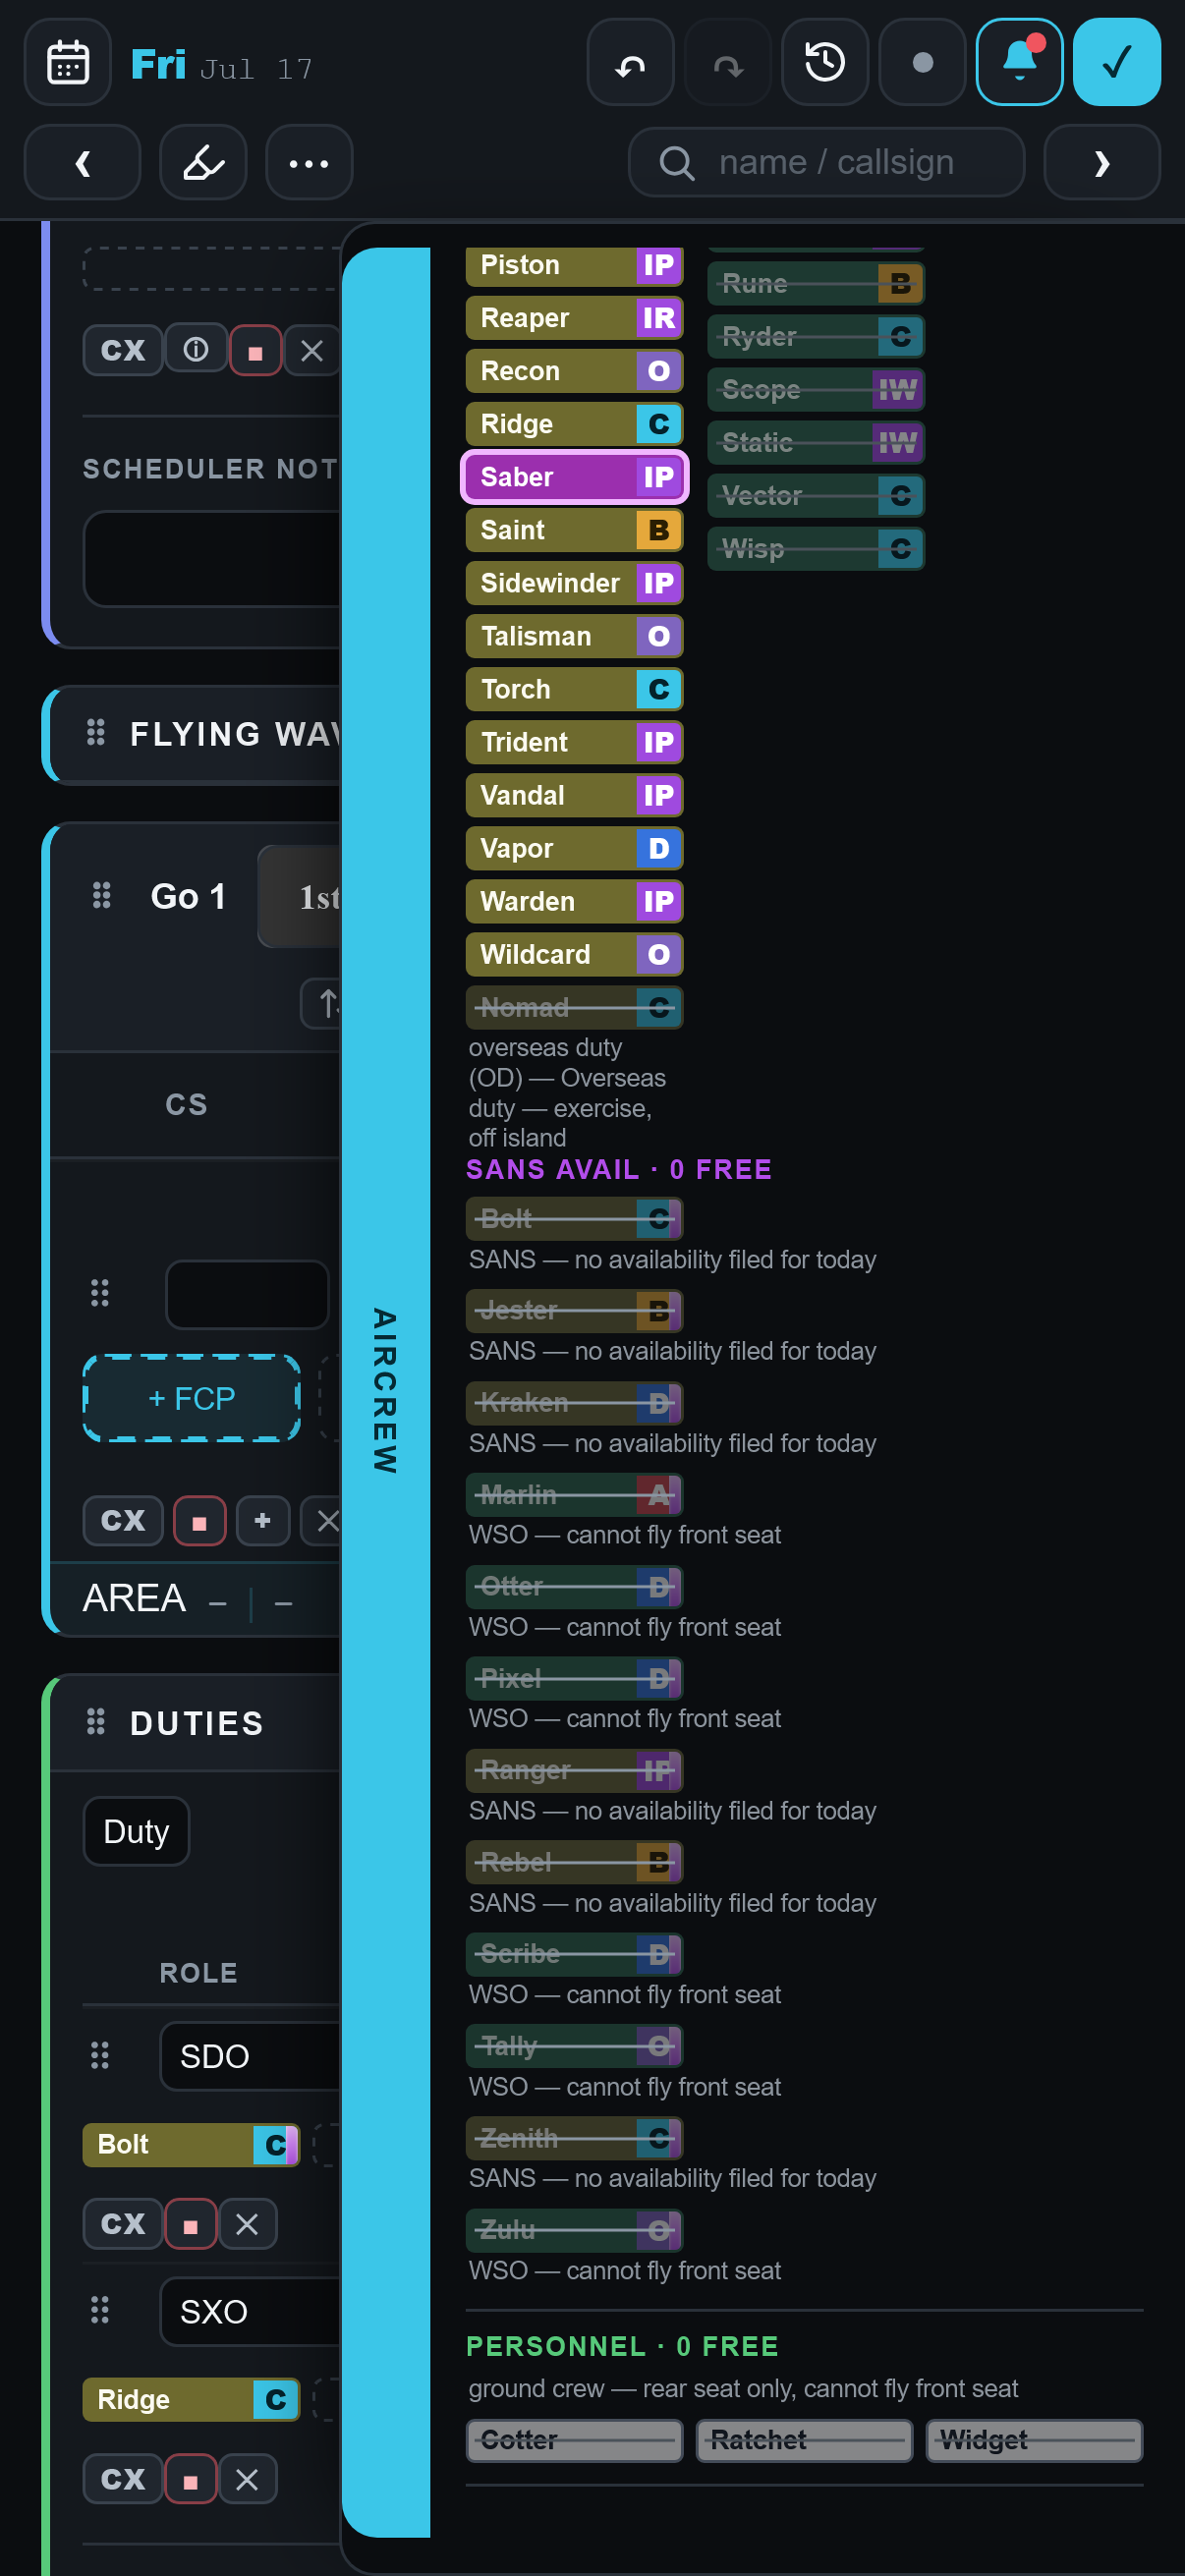 Fri Jul 17
name / callsign
CX
SCHEDULER NOT
FLYING WAV
Go 1
1st
CS
+ FCP
CX
AREA – | –
DUTIES
Duty
ROLE
SDO
Bolt C
CX
SXO
Ridge C
CX
AIRCREW
Piston IP
Reaper IR
Recon O
Ridge C
Saber IP
Saint B
Sidewinder IP
Talisman O
Torch C
Trident IP
Vandal IP
Vapor D
Warden IP
Wildcard O
Nomad C
overseas duty
(OD) — Overseas
duty — exercise,
off island
Rune B
Ryder C
Scope IW
Static IW
Vector C
Wisp C
SANS AVAIL · 0 FREE
Bolt C
SANS — no availability filed for today
Jester B
SANS — no availability filed for today
Kraken D
SANS — no availability filed for today
Marlin A
WSO — cannot fly front seat
Otter D
WSO — cannot fly front seat
Pixel D
WSO — cannot fly front seat
Ranger IP
SANS — no availability filed for today
Rebel B
SANS — no availability filed for today
Scribe D
WSO — cannot fly front seat
Tally O
WSO — cannot fly front seat
Zenith C
SANS — no availability filed for today
Zulu O
WSO — cannot fly front seat
PERSONNEL · 0 FREE
ground crew — rear seat only, cannot fly front seat
Cotter
Ratchet
Widget